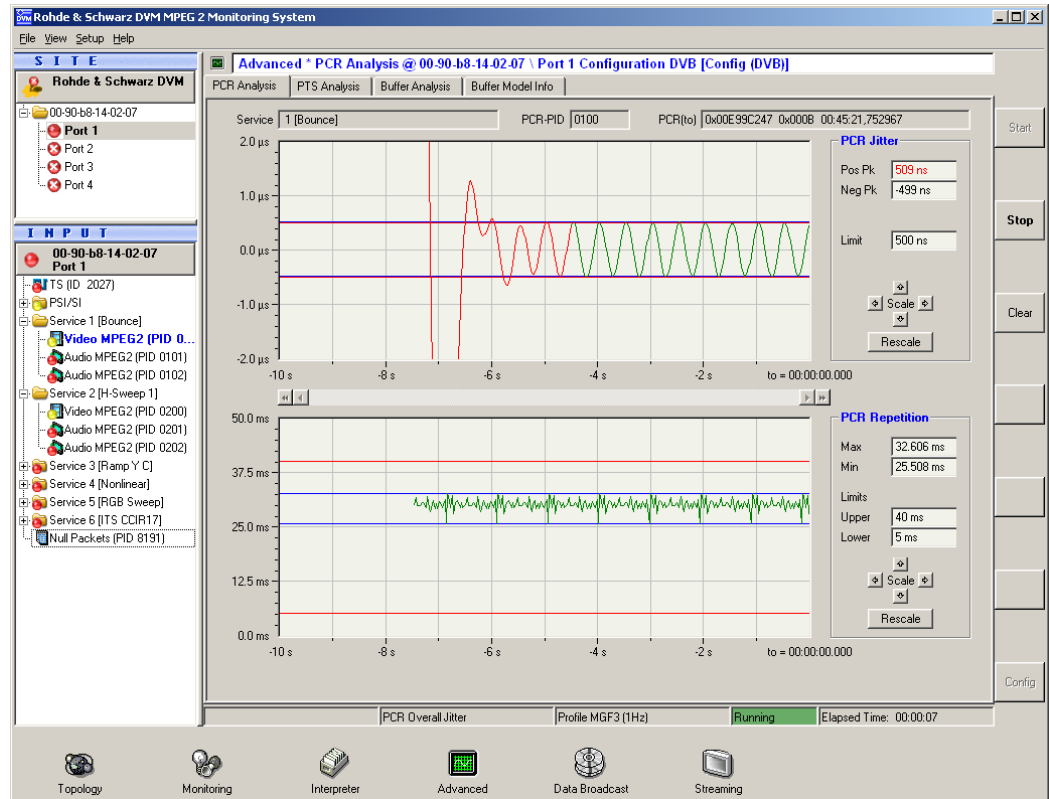 Rohde & Schwarz DVM MPEG 2 Monitoring System
File View Setup Help
SITE
Rohde & Schwarz DVM
00-90-b8-14-02-07
Port 1
Port 2
Port 3
Port 4
INPUT
00-90-b8-14-02-07
Port 1
TS (ID 2027)
PSI/SI
Service 1 [Bounce]
Video MPEG2 (PID 0...
Audio MPEG2 (PID 0101)
Audio MPEG2 (PID 0102)
Service 2 [H-Sweep 1]
Video MPEG2 (PID 0200)
Audio MPEG2 (PID 0201)
Audio MPEG2 (PID 0202)
Service 3 [Ramp Y C]
Service 4 [Nonlinear]
Service 5 [RGB Sweep]
Service 6 [ITS CCIR17]
Null Packets (PID 8191)
Advanced * PCR Analysis @ 00-90-b8-14-02-07 \ Port 1 Configuration DVB [Config (DVB)]
PCR Analysis PTS Analysis Buffer Analysis Buffer Model Info
Service 1 [Bounce] PCR-PID 0100 PCR(to) 0x00E99C247 0x000B 00:45:21,752967
2.0 µs
1.0 µs
0.0 µs
-1.0 µs
-2.0 µs
-10 s -8 s -6 s -4 s -2 s to = 00:00:00.000
PCR Jitter
Pos Pk 509 ns
Neg Pk -499 ns
Limit 500 ns
Scale
Rescale
50.0 ms
37.5 ms
25.0 ms
12.5 ms
0.0 ms
-10 s -8 s -6 s -4 s -2 s to = 00:00:00.000
PCR Repetition
Max 32.606 ms
Min 25.508 ms
Limits
Upper 40 ms
Lower 5 ms
Scale
Rescale
Start
Stop
Clear
Config
PCR Overall Jitter Profile MGF3 (1Hz) Running Elapsed Time: 00:00:07
Topology Monitoring Interpreter Advanced Data Broadcast Streaming